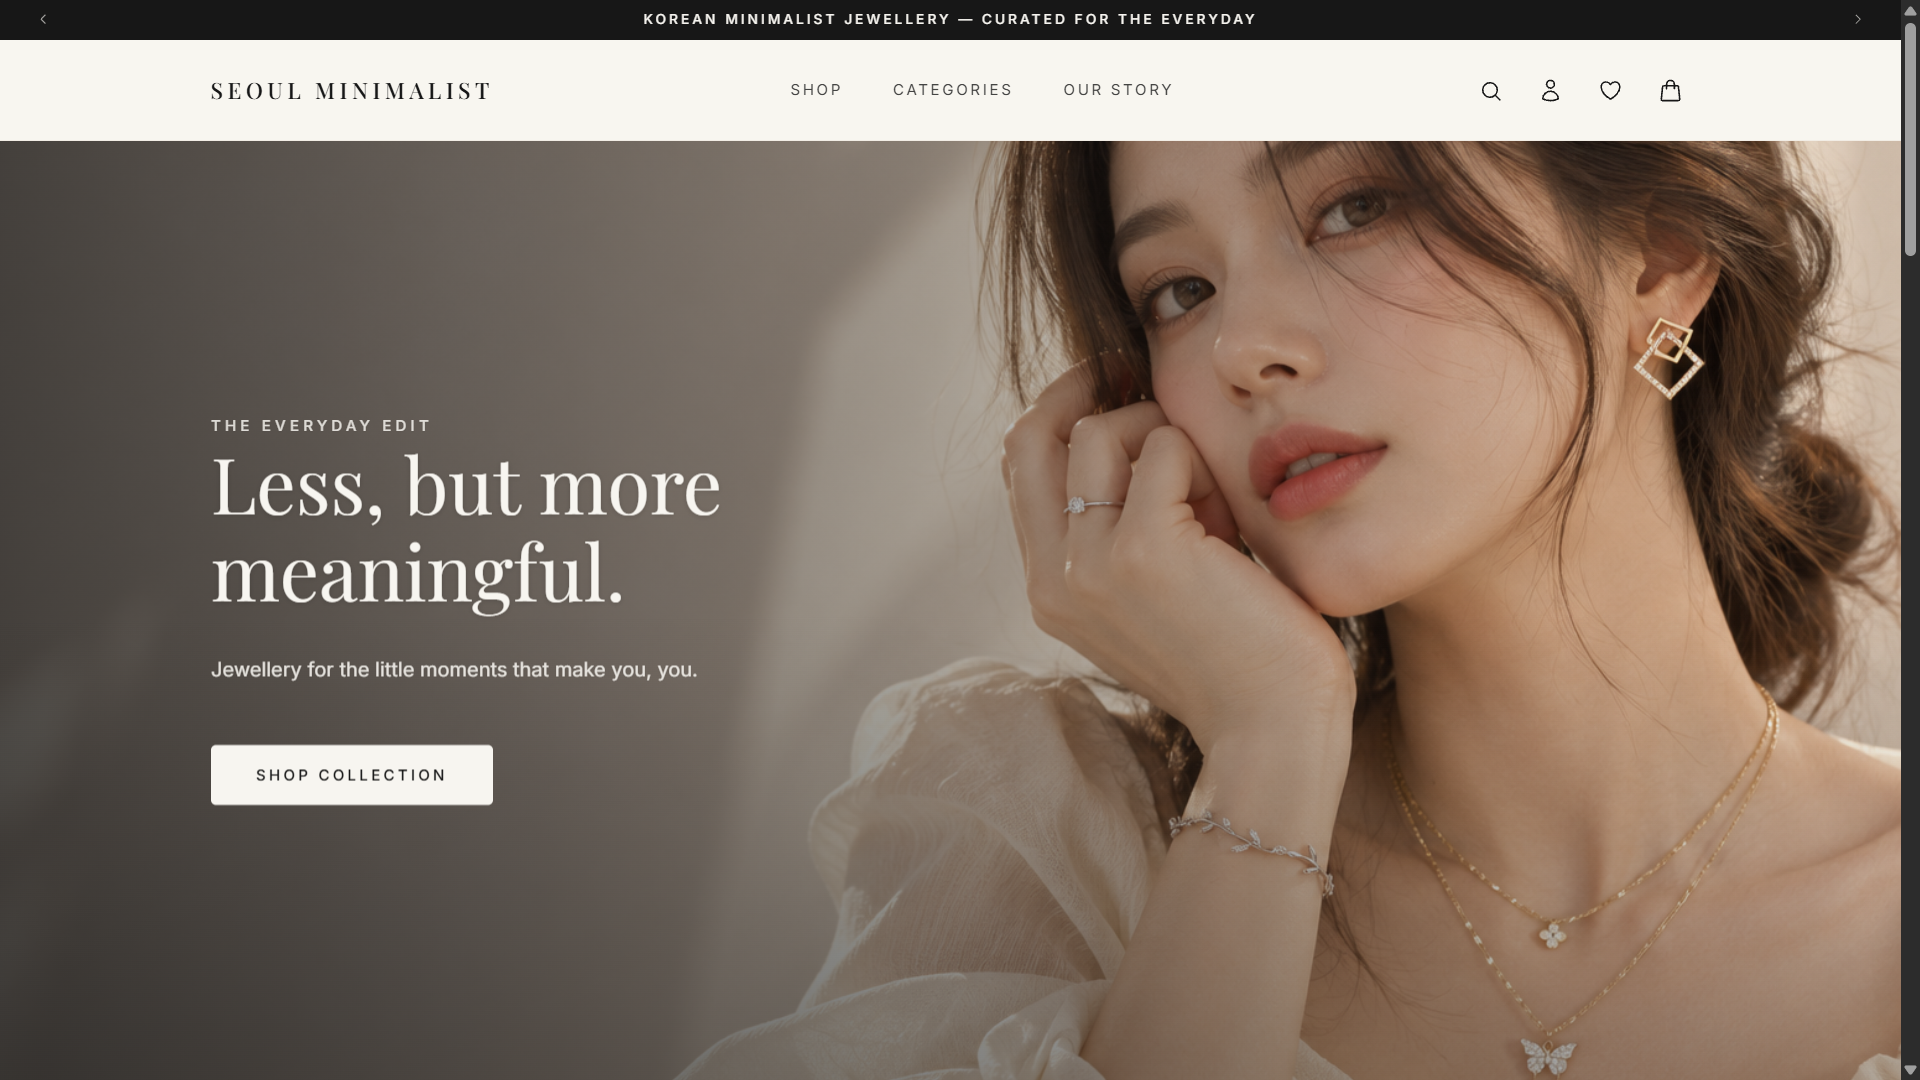 KOREAN MINIMALIST JEWELLERY — CURATED FOR THE EVERYDAY
SEOUL MINIMALIST
SHOP
CATEGORIES
OUR STORY
THE EVERYDAY EDIT
Less, but more
meaningful.
Jewellery for the little moments that make you, you.
SHOP COLLECTION